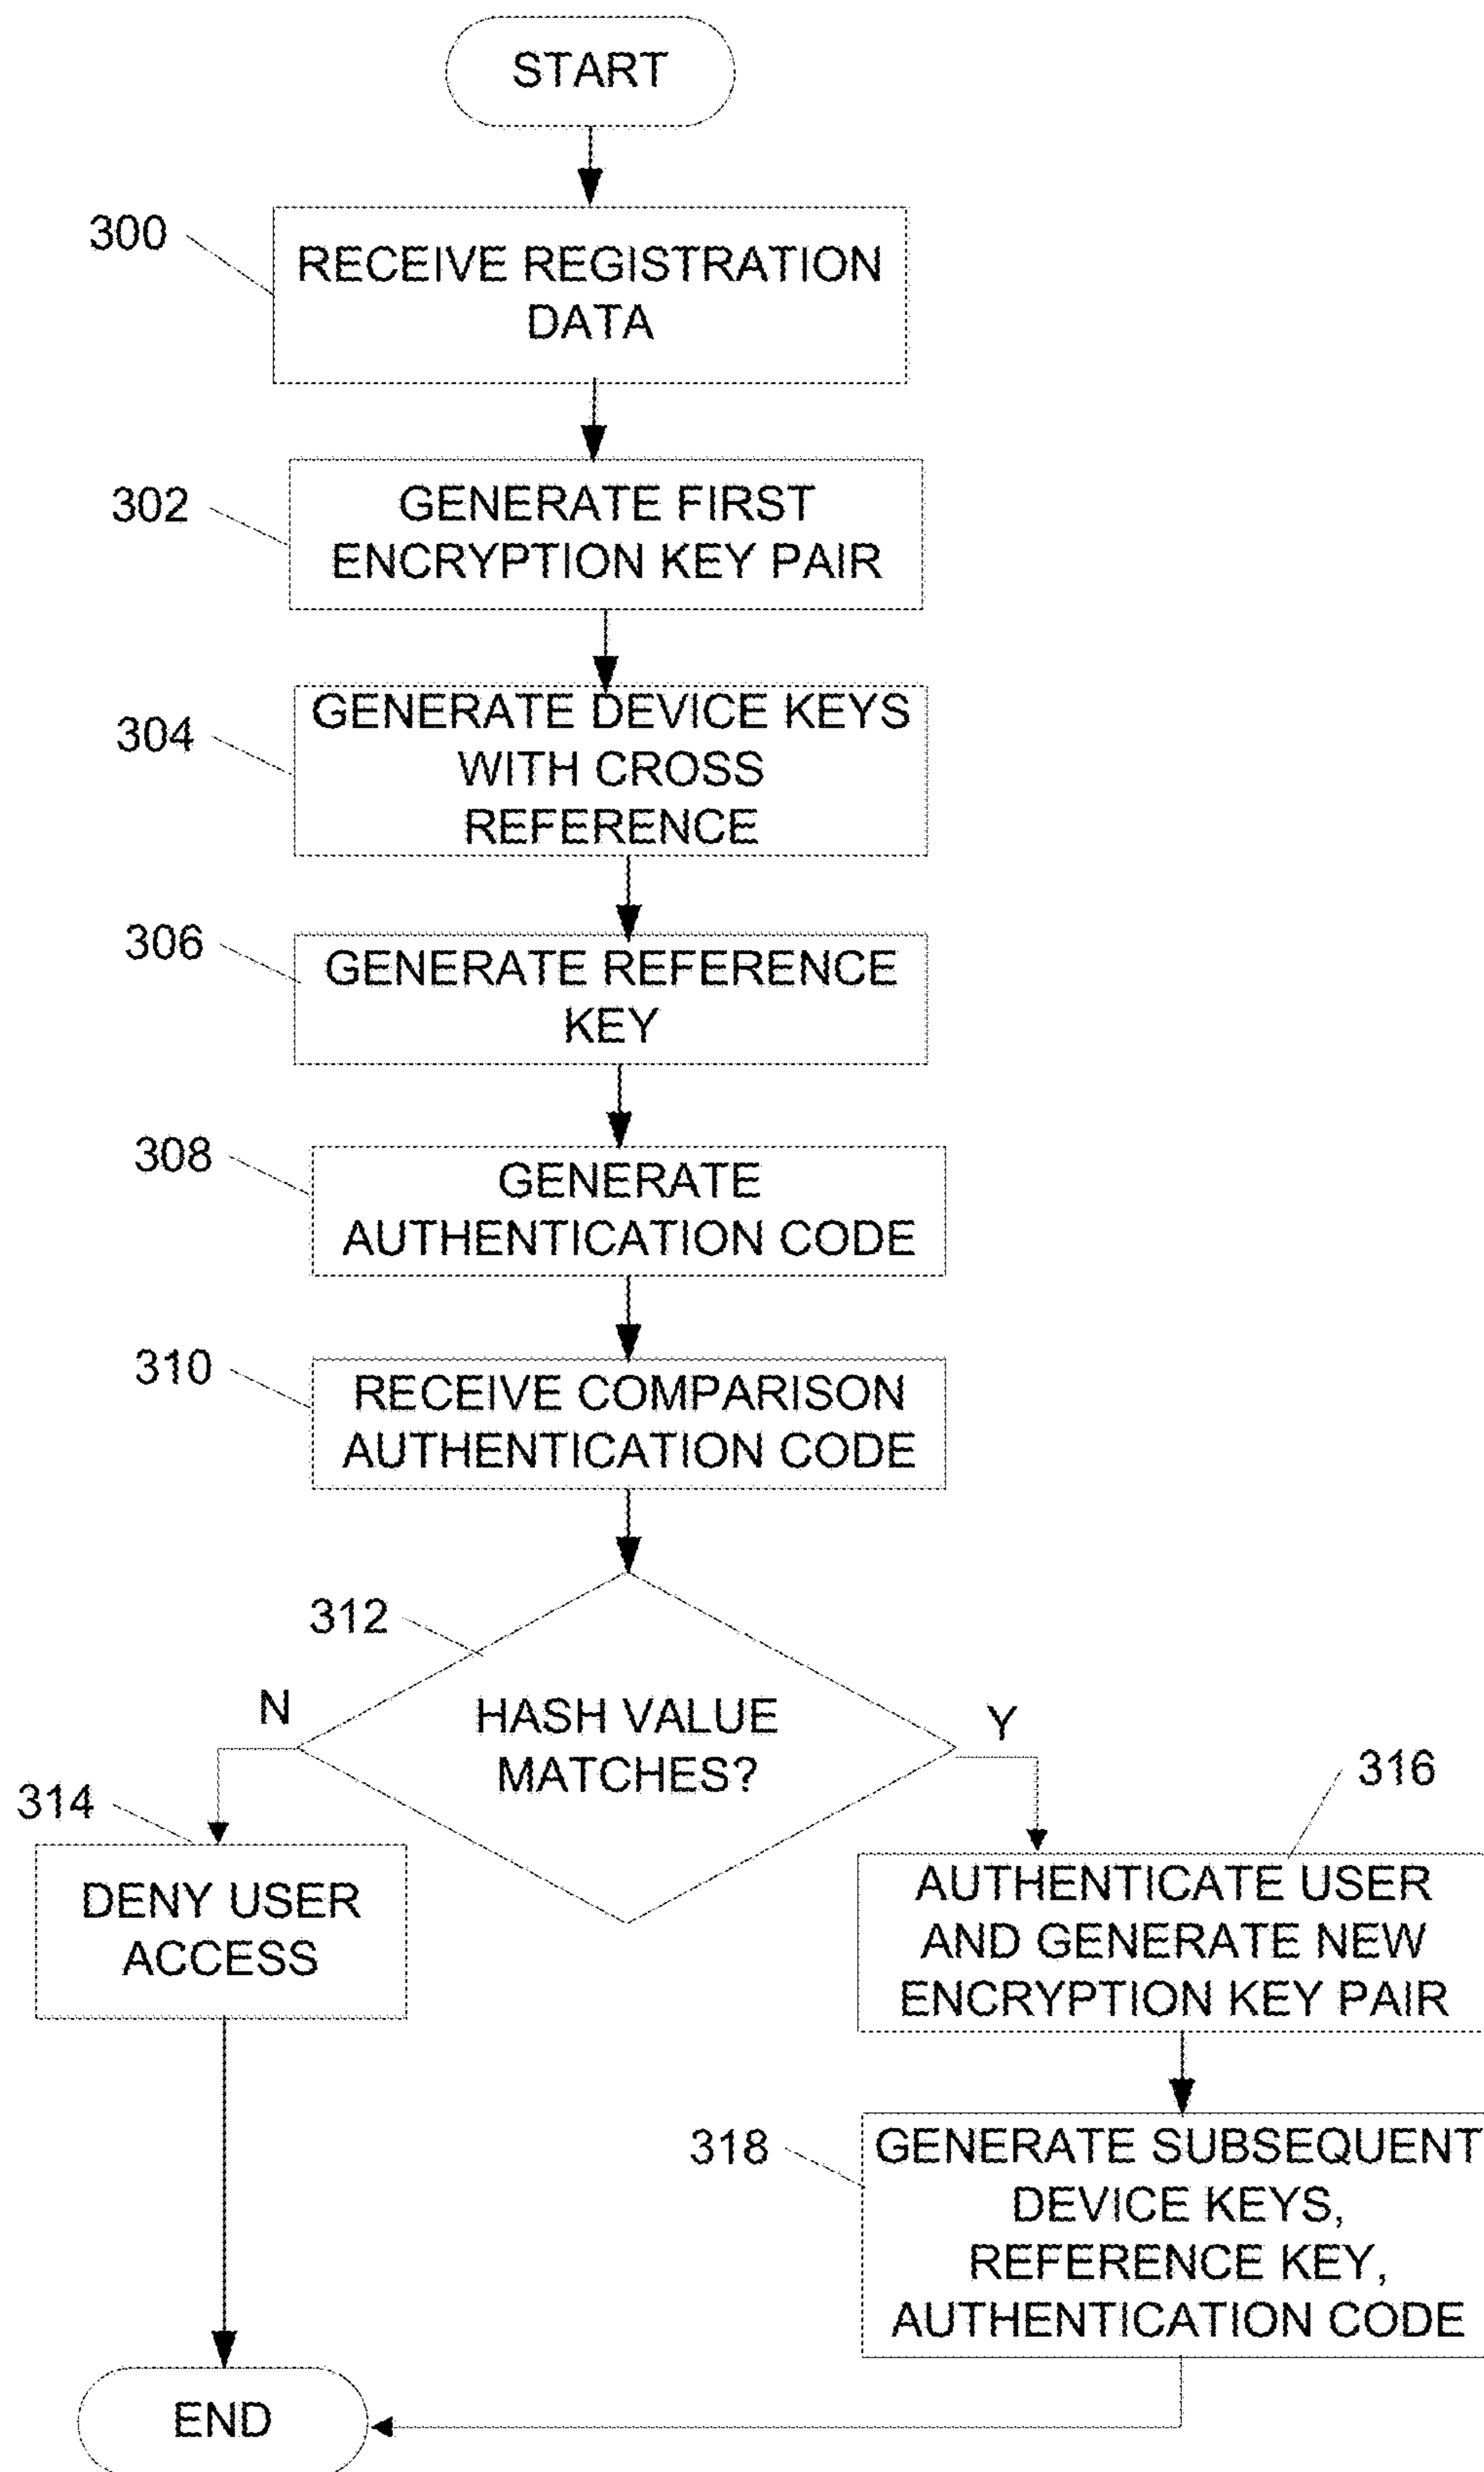 START
300
RECEIVE REGISTRATION
DATA
302
GENERATE FIRST
ENCRYPTION KEY PAIR
304
GENERATE DEVICE KEYS
WITH CROSS
REFERENCE
306
GENERATE REFERENCE
KEY
308
GENERATE
AUTHENTICATION CODE
310
RECEIVE COMPARISON
AUTHENTICATION CODE
312
HASH VALUE
MATCHES?
N
Y
314
DENY USER
ACCESS
316
AUTHENTICATE USER
AND GENERATE NEW
ENCRYPTION KEY PAIR
318
GENERATE SUBSEQUENT
DEVICE KEYS,
REFERENCE KEY,
AUTHENTICATION CODE
END